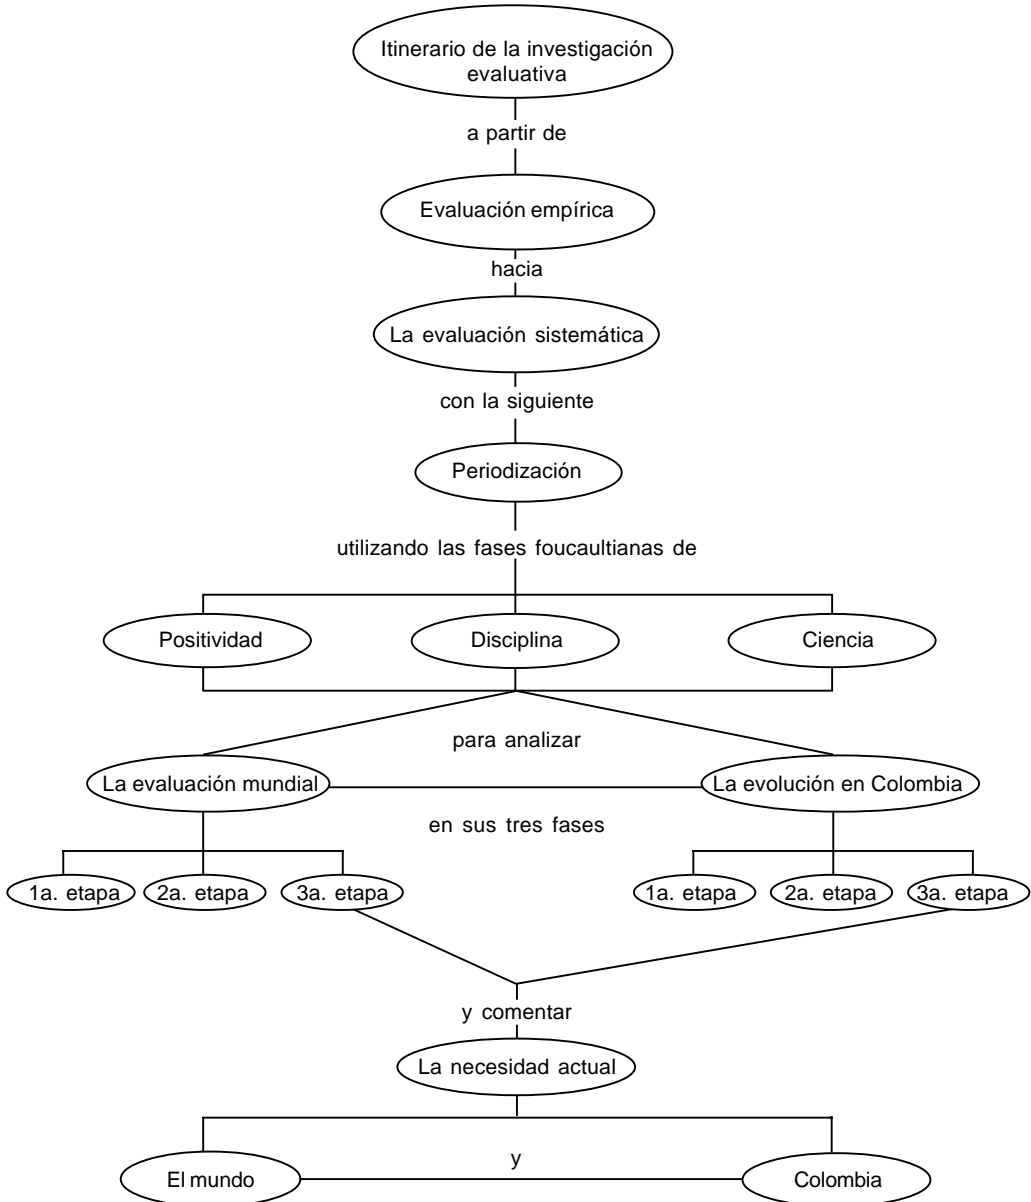 Itinerario de la investigación
evaluativa
a partir de
Evaluación empírica
hacia
La evaluación sistemática
con la siguiente
Periodización
utilizando las fases foucaultianas de
Positividad
Disciplina
Ciencia
para analizar
La evaluación mundial
La evolución en Colombia
en sus tres fases
1a. etapa
2a. etapa
3a. etapa
1a. etapa
2a. etapa
3a. etapa
y comentar
La necesidad actual
y
El mundo
Colombia